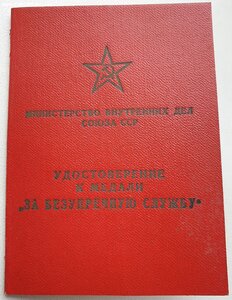 МИНИСТЕРСТВО ВНУТРЕННИХ ДЕЛ
СОЮЗА ССР
УДОСТОВЕРЕНИЕ
К МЕДАЛИ
„ЗА БЕЗУПРЕЧНУЮ СЛУЖБУ“